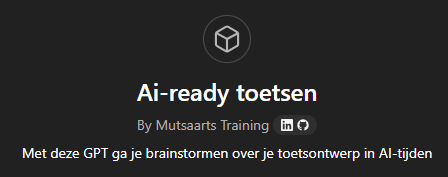 Ai-ready toetsen
By Mutsaarts Training
Met deze GPT ga je brainstormen over je toetsontwerp in AI-tijden